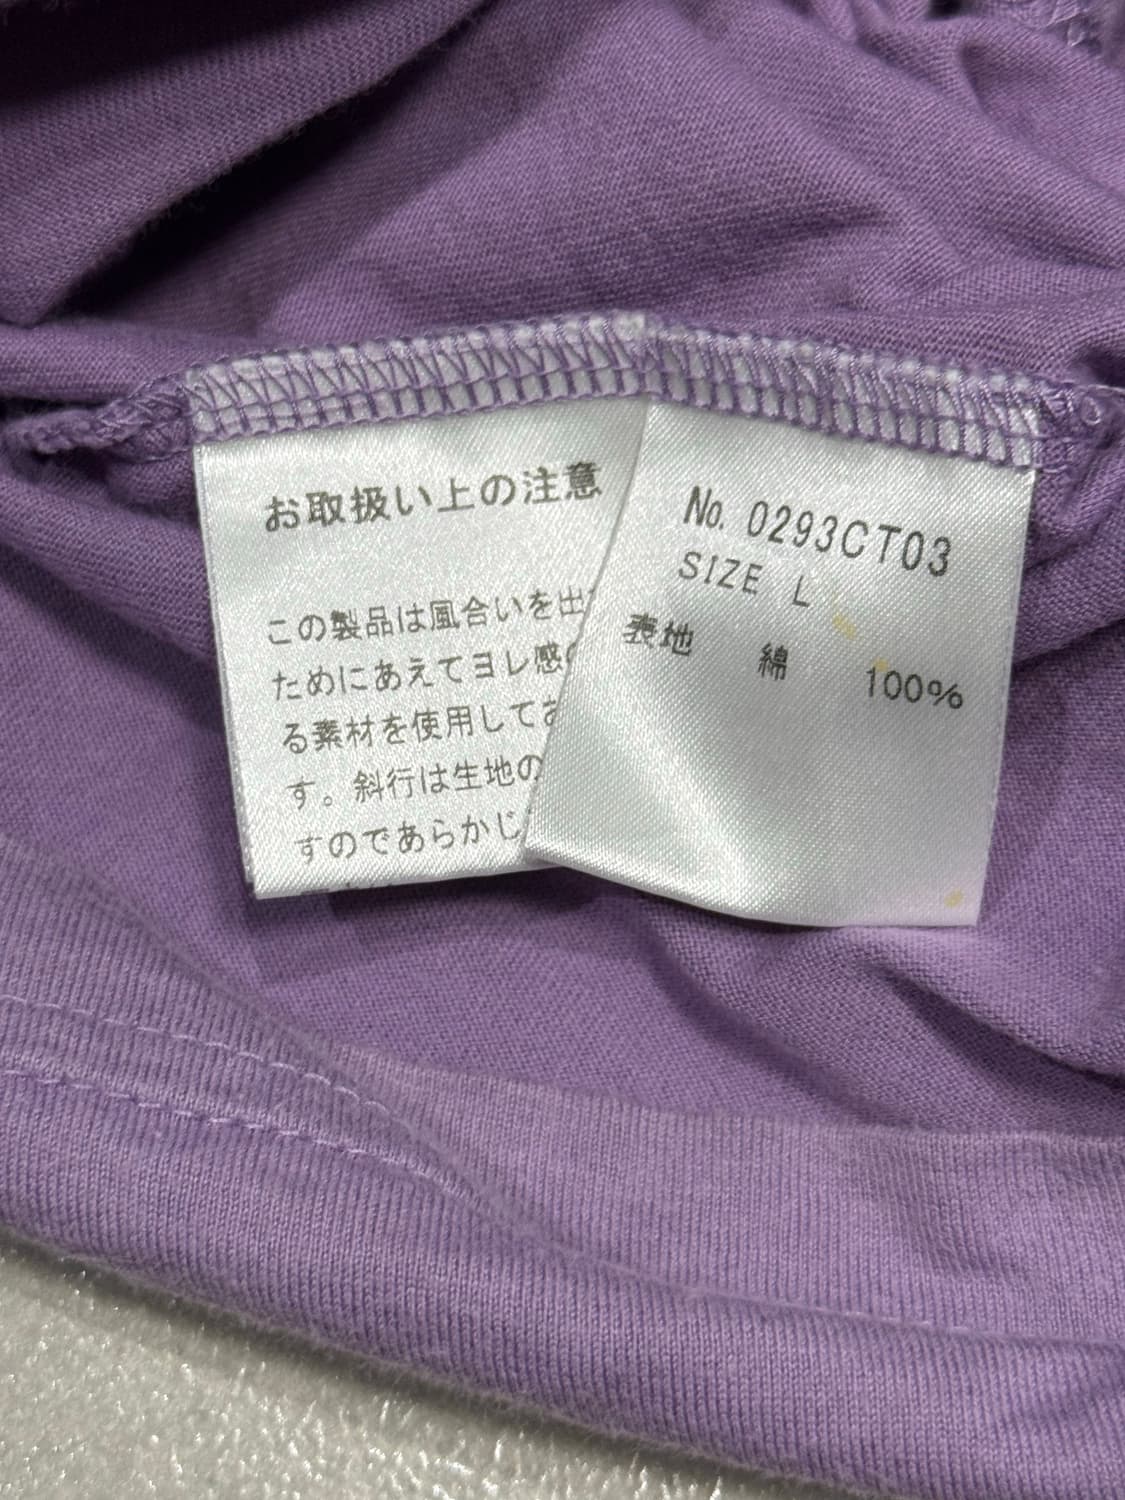 お取扱い上の注意
この製品は風合いを出
ためにあえてヨレ感
る素材を使用してお
す。斜行は生地の
すのであらかじ
No. 0293CT03
SIZE L
表地 綿 100%